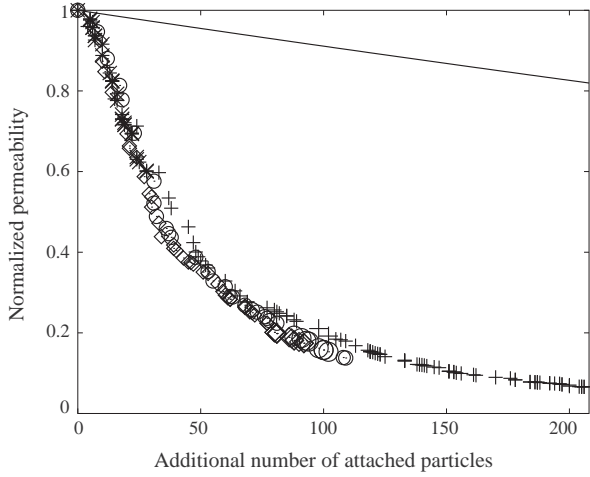 1
0.8
0.6
0.4
0.2
0
0 50 100 150 200
Normalized permeability
Additional number of attached particles